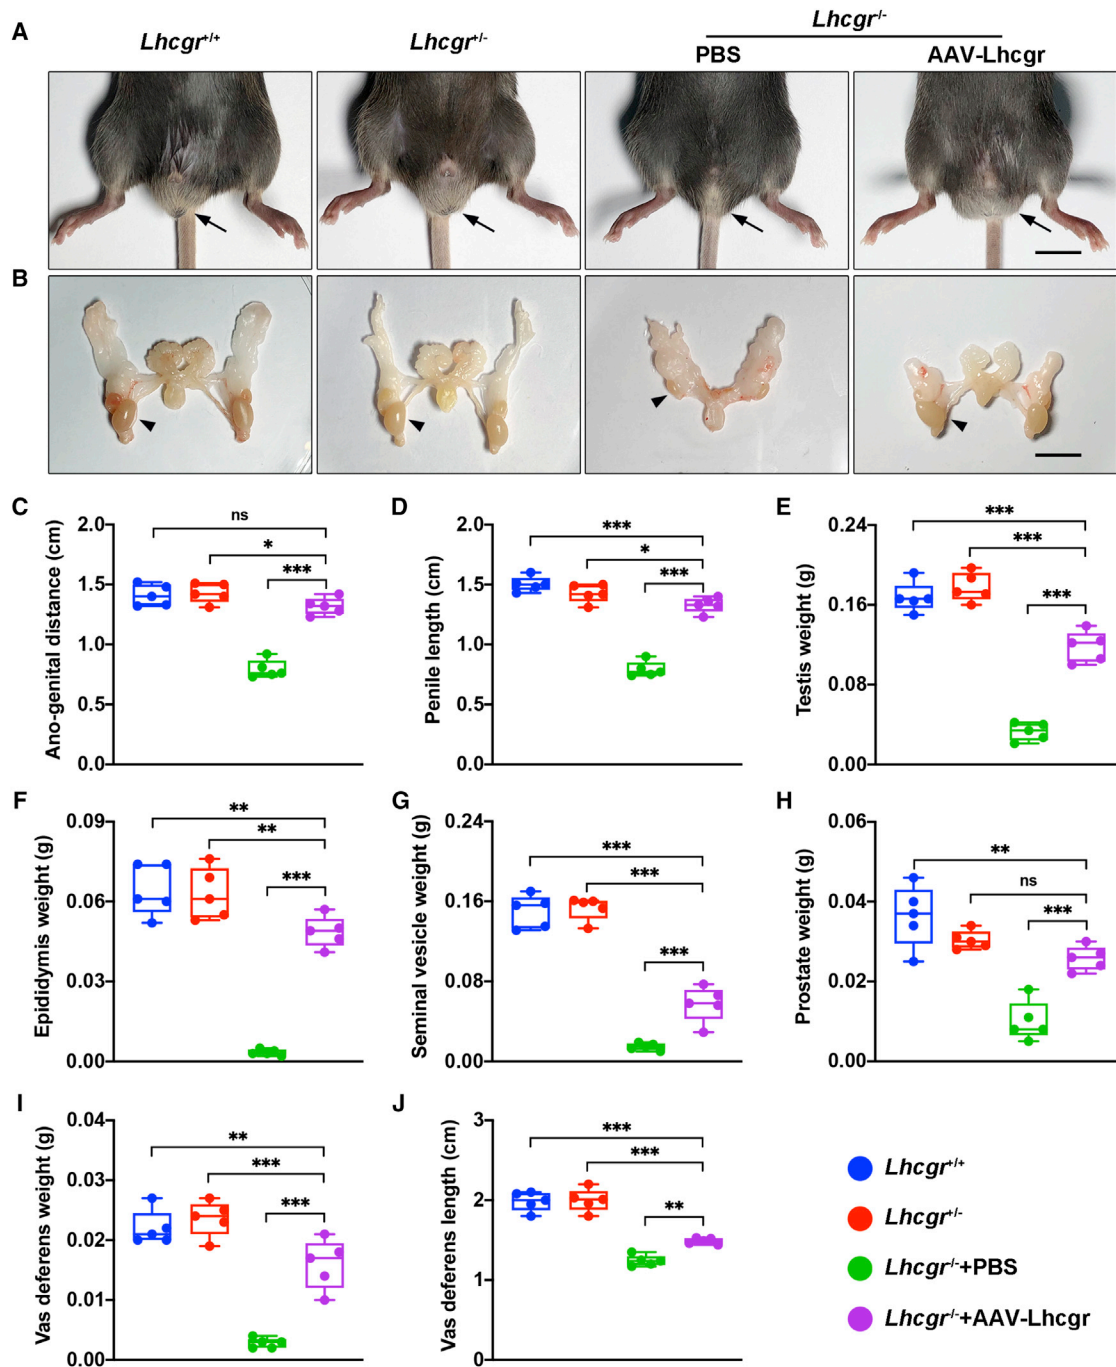 A
Lhcgr+/+
Lhcgr+/-
Lhcgr-/-
PBS
AAV-Lhcgr
B
C
Ano-genital distance (cm)
2.0
1.5
1.0
0.5
0.0
ns
*
***
D
Penile length (cm)
2.0
1.5
1.0
0.5
0.0
***
*
***
E
Testis weight (g)
0.24
0.16
0.08
0.00
***
***
***
F
Epididymis weight (g)
0.09
0.06
0.03
0.00
**
**
***
G
Seminal vesicle weight (g)
0.24
0.16
0.08
0.00
***
***
***
H
Prostate weight (g)
0.06
0.04
0.02
0.00
**
ns
***
I
Vas deferens weight (g)
0.04
0.03
0.02
0.01
0.00
**
***
***
J
Vas deferens length (cm)
3
2
1
0
***
***
**
Lhcgr+/+
Lhcgr+/-
Lhcgr-/-+PBS
Lhcgr-/-+AAV-Lhcgr